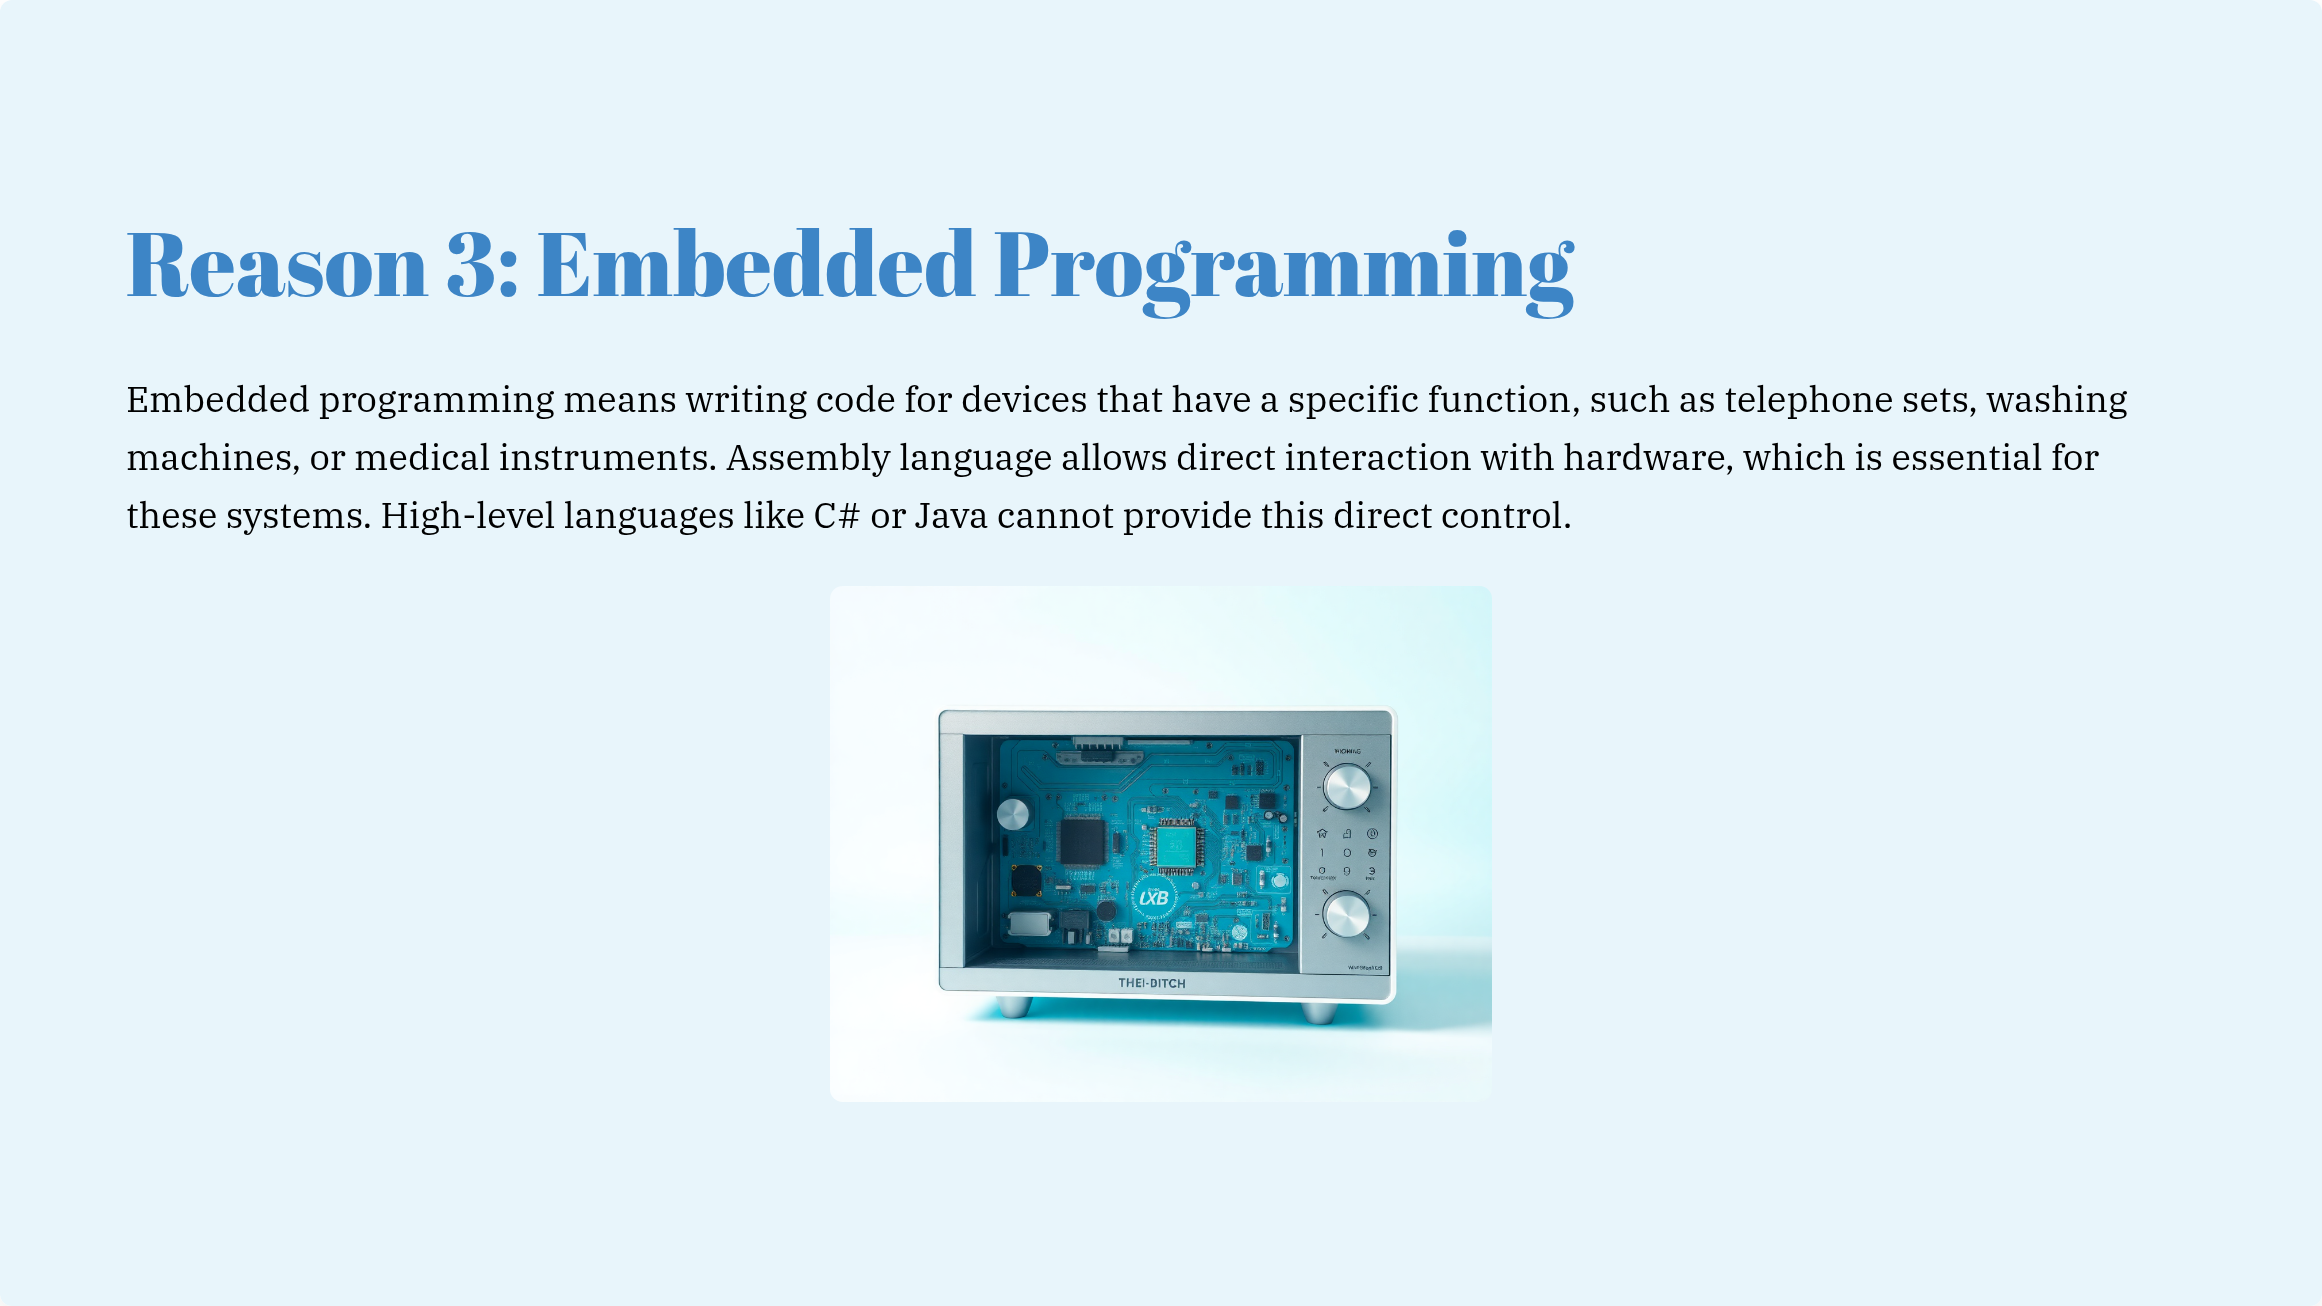 Reason 3: Embedded Programming
Embedded programming means writing code for devices that have a specific function, such as telephone sets, washing
machines, or medical instruments. Assembly language allows direct interaction with hardware, which is essential for
these systems. High-level languages like C# or Java cannot provide this direct control.
LXB
THEI-DITCH